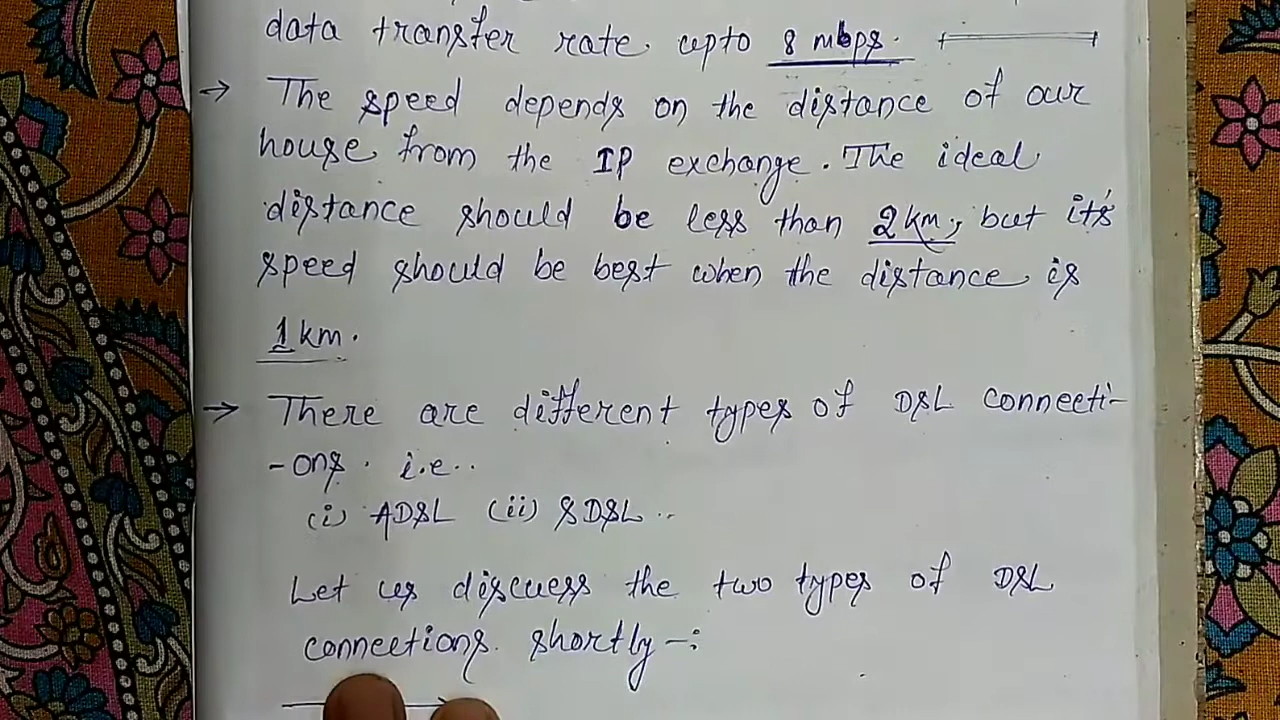 data transfer rate upto 8 mbps.
→ The speed depends on the distance of our
house from the IP exchange. The ideal
distance should be less than 2 km, but it's
speed should be best when the distance is
1 km.
→ There are different types of DSL connecti-
-ons. i.e..
(i) ADSL (ii) SDSL ..
Let us discuess the two types of DSL
connections. shortly -: